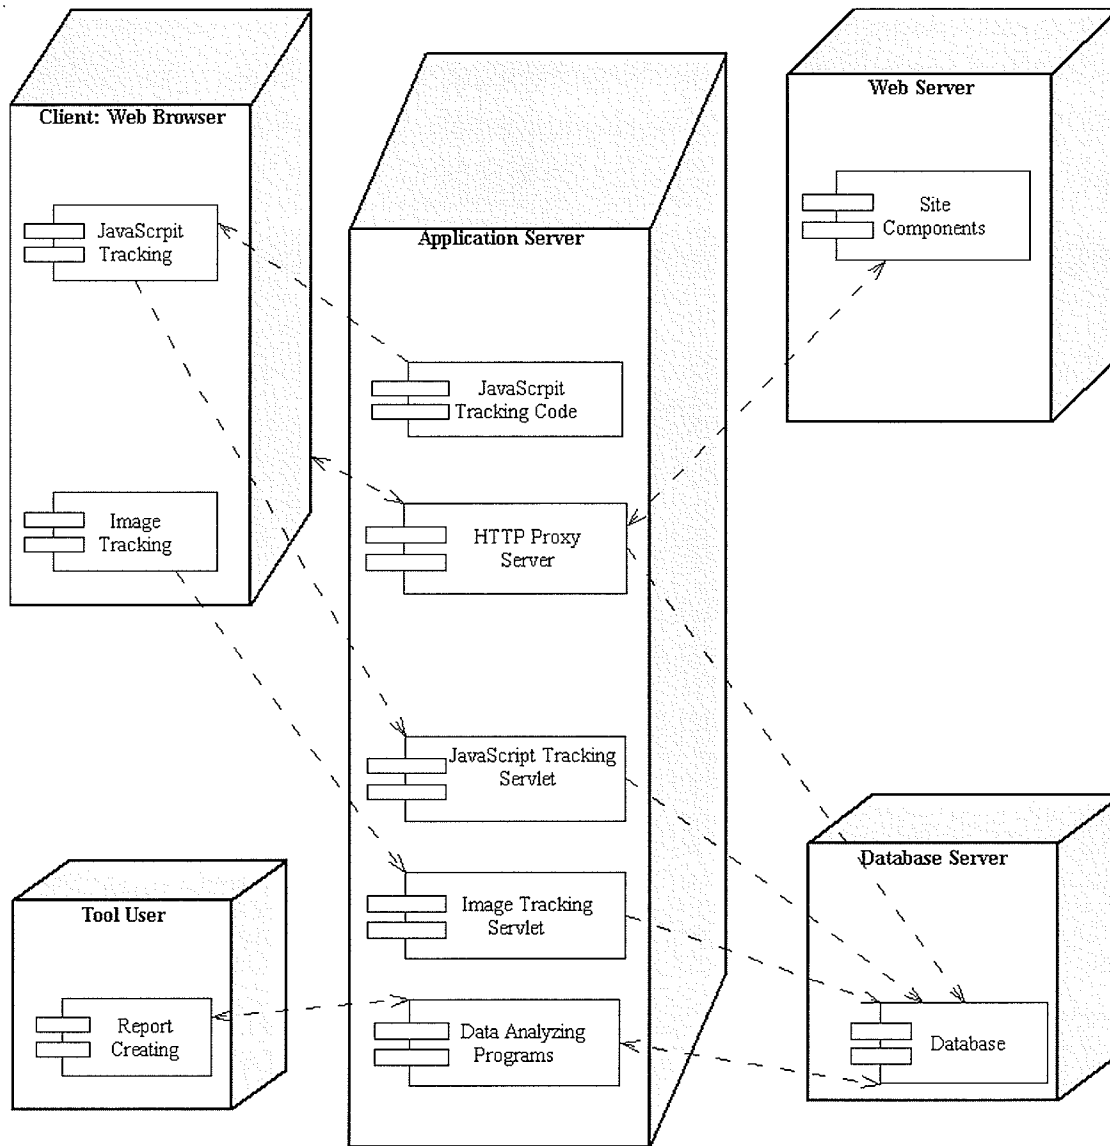 Client: Web Browser
JavaScrpit
Tracking
Image
Tracking
Application Server
JavaScrpit
Tracking Code
HTTP Proxy
Server
JavaScript Tracking
Servlet
Image Tracking
Servlet
Data Analyzing
Programs
Web Server
Site
Components
Tool User
Report
Creating
Database Server
Database